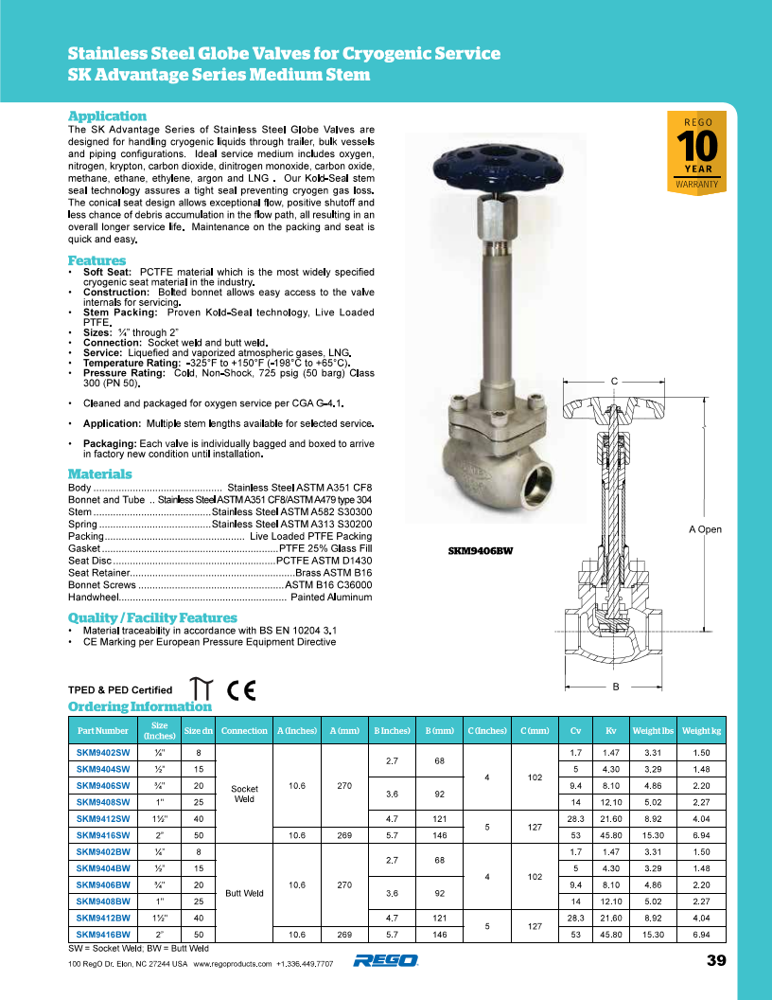 Stainless Steel Globe Valves for Cryogenic Service
SK Advantage Series Medium Stem
Application
The SK Advantage Series of Stainless Steel Globe Valves are
designed for handling cryogenic liquids through trailer, bulk vessels
and piping configurations. Ideal service medium includes oxygen,
nitrogen, krypton, carbon dioxide, dinitrogen monoxide, carbon oxide,
methane, ethane, ethylene, argon and LNG . Our Kold-Seal stem
seal technology assures a tight seal preventing cryogen gas loss.
The conical seat design allows exceptional flow, positive shutoff and
less chance of debris accumulation in the flow path, all resulting in an
overall longer service life. Maintenance on the packing and seat is
quick and easy.
Features
• Soft Seat: PCTFE material which is the most widely specified
cryogenic seat material in the industry.
• Construction: Bolted bonnet allows easy access to the valve
internals for servicing.
• Stem Packing: Proven Kold-Seal technology, Live Loaded
PTFE.
• Sizes: ¼" through 2"
• Connection: Socket weld and butt weld.
• Service: Liquefied and vaporized atmospheric gases, LNG.
• Temperature Rating: -325°F to +150°F (-198°C to +65°C).
• Pressure Rating: Cold, Non-Shock, 725 psig (50 barg) Class
300 (PN 50).
• Cleaned and packaged for oxygen service per CGA G-4.1.
• Application: Multiple stem lengths available for selected service.
• Packaging: Each valve is individually bagged and boxed to arrive
in factory new condition until installation.
Materials
Body .............................................. Stainless Steel ASTM A351 CF8
Bonnet and Tube .. Stainless Steel ASTM A351 CF8/ASTM A479 type 304
Stem .......................................... Stainless Steel ASTM A582 S30300
Spring ........................................ Stainless Steel ASTM A313 S30200
Packing.................................................. Live Loaded PTFE Packing
Gasket ............................................................... PTFE 25% Glass Fill
Seat Disc .......................................................... PCTFE ASTM D1430
Seat Retainer........................................................... Brass ASTM B16
Bonnet Screws .................................................... ASTM B16 C36000
Handwheel............................................................ Painted Aluminum
Quality / Facility Features
• Material traceability in accordance with BS EN 10204 3.1
• CE Marking per European Pressure Equipment Directive
REGO
10
YEAR
WARRANTY
SKM9406BW
C
A Open
B
TPED & PED Certified π CE
Ordering Information
Part Number Size (Inches) Size dn Connection A (Inches) A (mm) B Inches) B (mm) C (Inches) C (mm) Cv Kv Weight lbs Weight kg
SKM9402SW ¼" 8 Socket Weld 10.6 270 2.7 68 4 102 1.7 1.47 3.31 1.50
SKM9404SW ½" 15 5 4.30 3.29 1.48
SKM9406SW ¾" 20 3.6 92 9.4 8.10 4.86 2.20
SKM9408SW 1" 25 14 12.10 5.02 2.27
SKM9412SW 1½" 40 4.7 121 5 127 28.3 21.60 8.92 4.04
SKM9416SW 2" 50 10.6 269 5.7 146 53 45.80 15.30 6.94
SKM9402BW ¼" 8 Butt Weld 10.6 270 2.7 68 4 102 1.7 1.47 3.31 1.50
SKM9404BW ½" 15 5 4.30 3.29 1.48
SKM9406BW ¾" 20 3.6 92 9.4 8.10 4.86 2.20
SKM9408BW 1" 25 14 12.10 5.02 2.27
SKM9412BW 1½" 40 4.7 121 5 127 28.3 21.60 8.92 4.04
SKM9416BW 2" 50 10.6 269 5.7 146 53 45.80 15.30 6.94
SW = Socket Weld; BW = Butt Weld
100 RegO Dr. Elon, NC 27244 USA www.regoproducts.com +1.336.449.7707 REGO 39